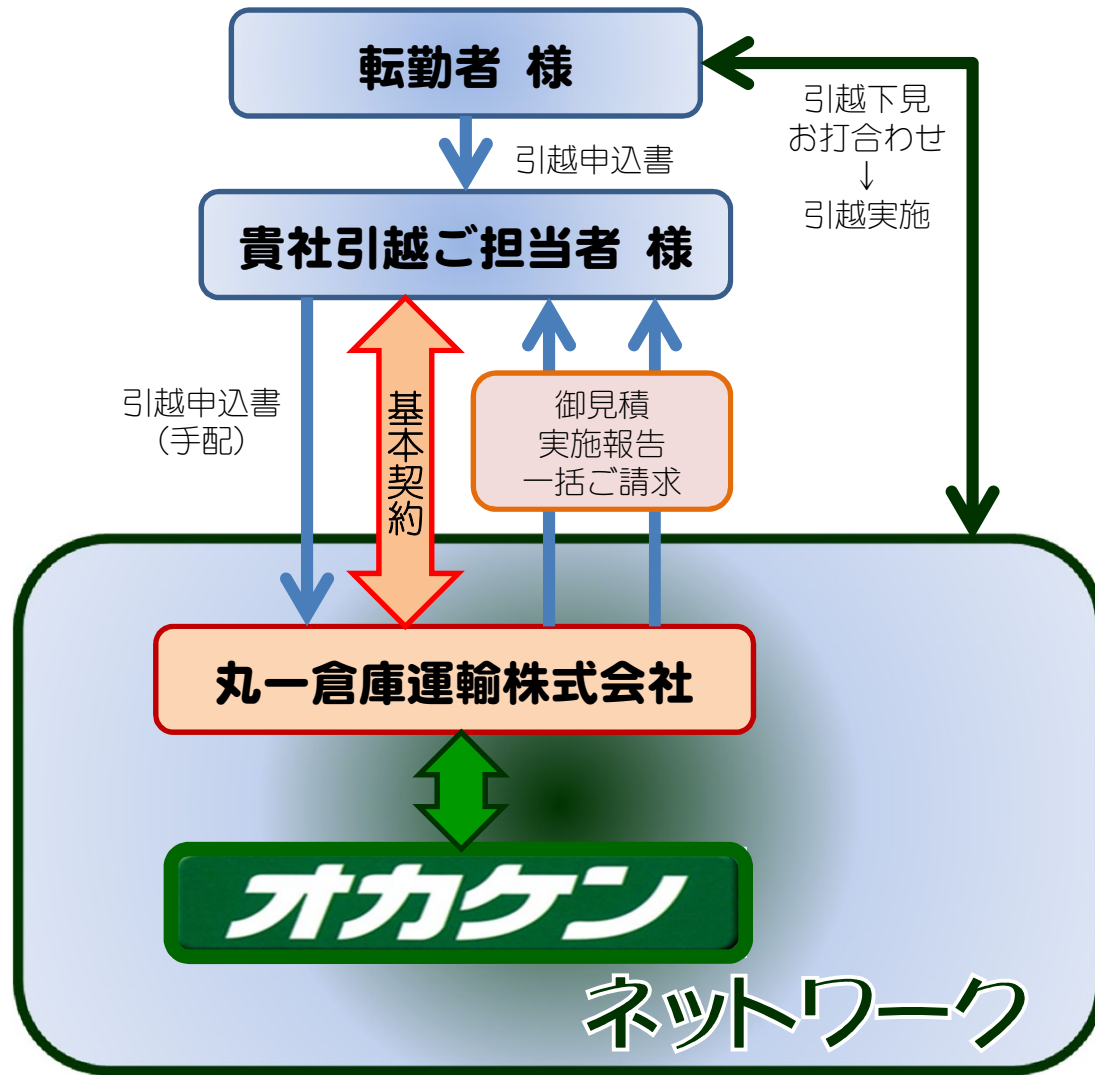 転勤者 様
引越下見
お打合わせ
↓
引越実施
引越申込書
貴社引越ご担当者 様
引越申込書
(手配)
基本契約
御見積
実施報告
一括ご請求
丸一倉庫運輸株式会社
オカケン
ネットワーク